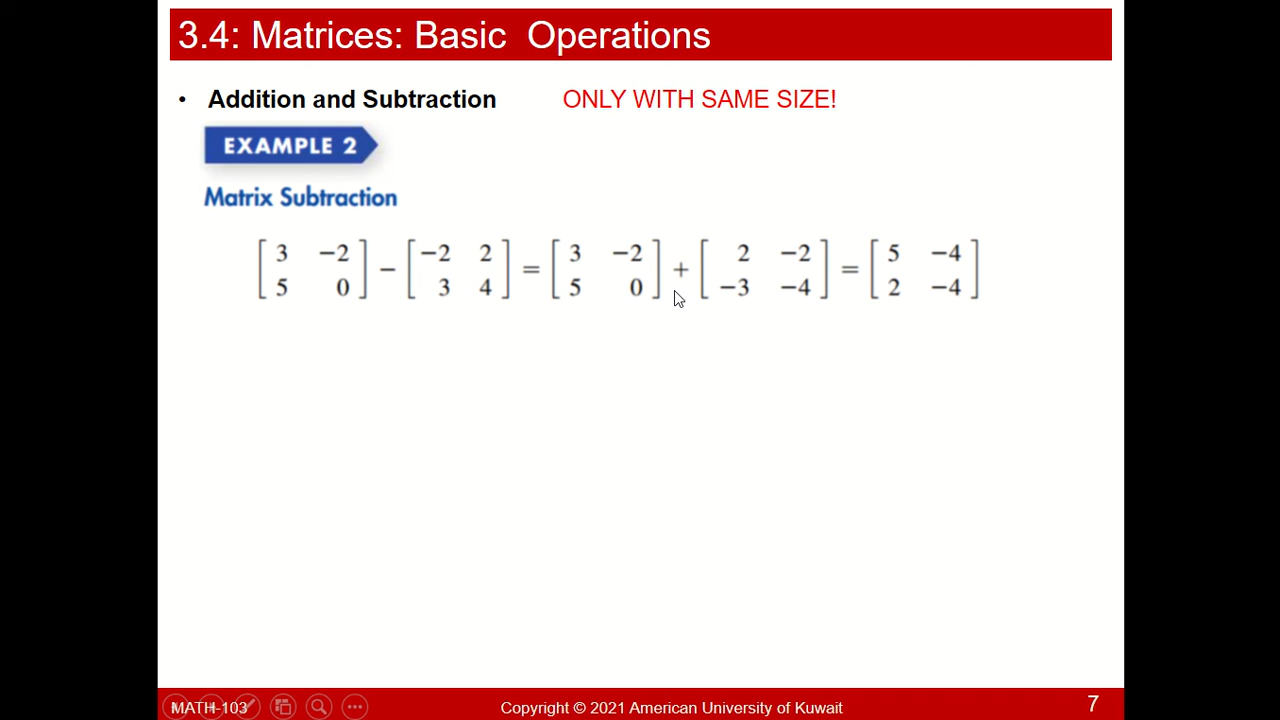 3.4: Matrices: Basic Operations
• Addition and Subtraction ONLY WITH SAME SIZE!
EXAMPLE 2
Matrix Subtraction
[ 3 −2 ] − [ −2 2 ] = [ 3 −2 ] + [ 2 −2 ] = [ 5 −4 ]
[ 5 0 ] [ 3 4 ] [ 5 0 ] [ −3 −4 ] [ 2 −4 ]
MATH-103 Copyright © 2021 American University of Kuwait 7